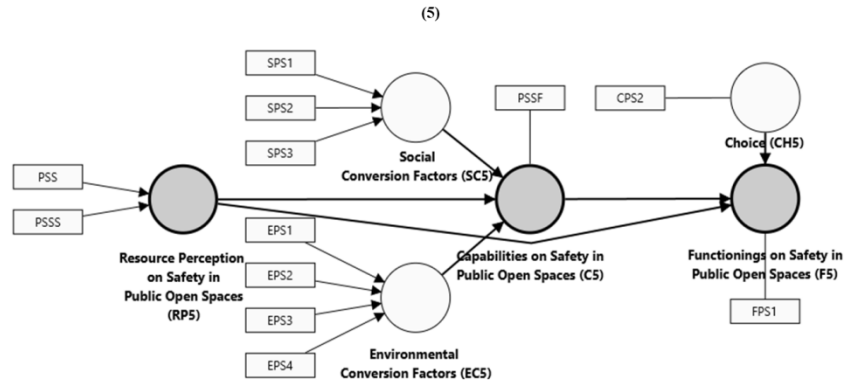 (5)
SPS1
SPS2
SPS3
PSSF
CPS2
Choice (CH5)
Social
Conversion Factors (SC5)
PSS
PSSS
Resource Perception
on Safety in
Public Open Spaces
(RP5)
EPS1
EPS2
EPS3
EPS4
Environmental
Conversion Factors (EC5)
Capabilities on Safety in
Public Open Spaces (C5)
Functionings on Safety in
Public Open Spaces (F5)
FPS1